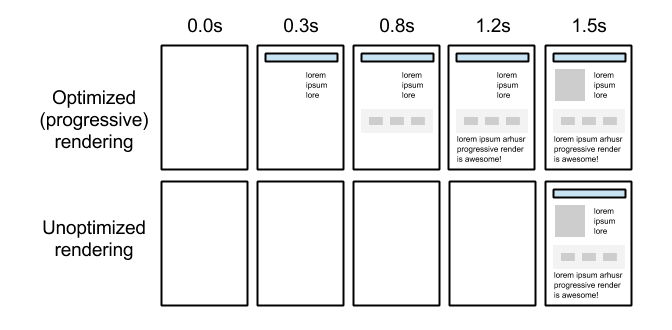 0.0s 0.3s 0.8s 1.2s 1.5s
Optimized
(progressive)
rendering
lorem
ipsum
lore
lorem
ipsum
lore
lorem
ipsum
lore
lorem ipsum arhusr
progressive render
is awesome!
lorem
ipsum
lore
lorem ipsum arhusr
progressive render
is awesome!
Unoptimized
rendering
lorem
ipsum
lore
lorem ipsum arhusr
progressive render
is awesome!